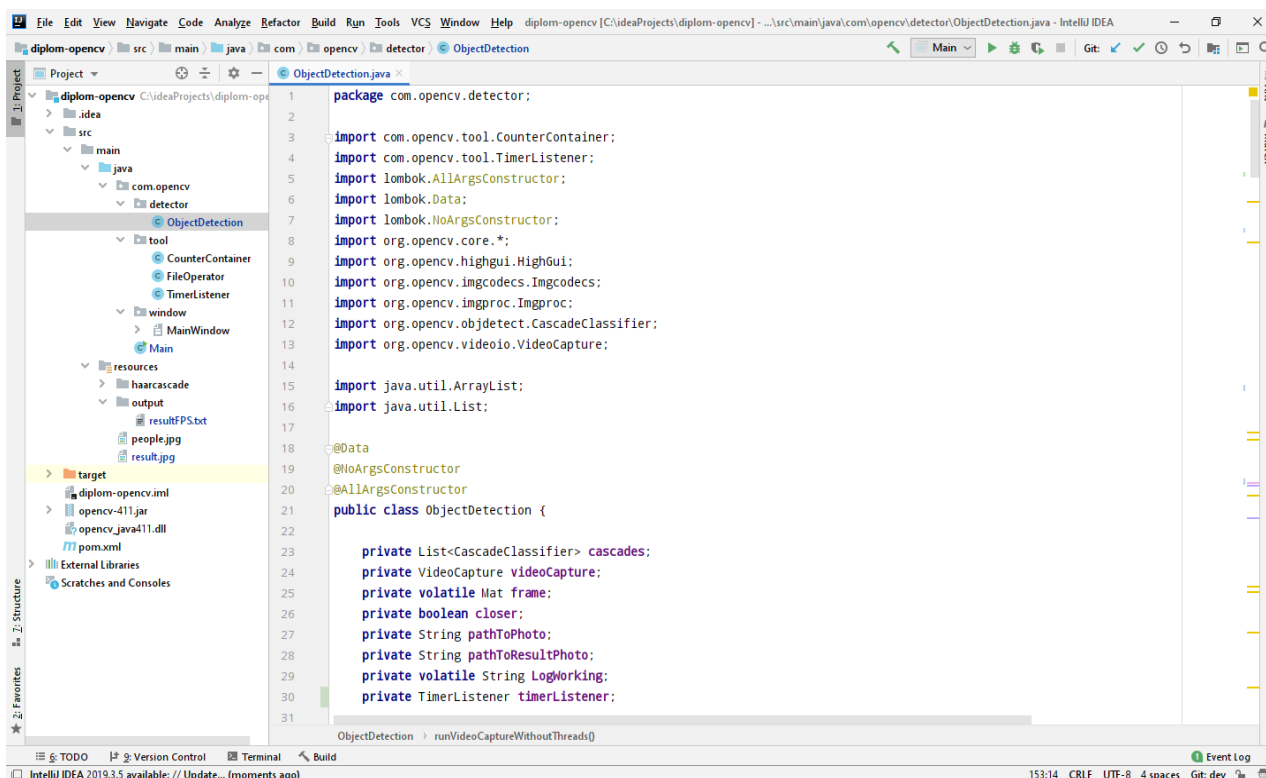 File Edit View Navigate Code Analyze Refactor Build Run Tools VCS Window Help diplom-opencv [C:\ideaProjects\diplom-opencv] - ...\src\main\java\com\opencv\detector\ObjectDetection.java - IntelliJ IDEA
diplom-opencv src main java com opencv detector ObjectDetection Main Git:
Project ObjectDetection.java
1: Project
diplom-opencv C:\ideaProjects\diplom-ope
.idea
src
main
java
com.opencv
detector
ObjectDetection
tool
CounterContainer
FileOperator
TimerListener
window
MainWindow
Main
resources
haarcascade
output
resultFPS.txt
people.jpg
result.jpg
target
diplom-opencv.iml
opencv-411.jar
opencv_java411.dll
pom.xml
External Libraries
Scratches and Consoles
7: Structure
2: Favorites
1 package com.opencv.detector;
2
3 import com.opencv.tool.CounterContainer;
4 import com.opencv.tool.TimerListener;
5 import lombok.AllArgsConstructor;
6 import lombok.Data;
7 import lombok.NoArgsConstructor;
8 import org.opencv.core.*;
9 import org.opencv.highgui.HighGui;
10 import org.opencv.imgcodecs.Imgcodecs;
11 import org.opencv.imgproc.Imgproc;
12 import org.opencv.objdetect.CascadeClassifier;
13 import org.opencv.videoio.VideoCapture;
14
15 import java.util.ArrayList;
16 import java.util.List;
17
18 @Data
19 @NoArgsConstructor
20 @AllArgsConstructor
21 public class ObjectDetection {
22
23 private List<CascadeClassifier> cascades;
24 private VideoCapture videoCapture;
25 private volatile Mat frame;
26 private boolean closer;
27 private String pathToPhoto;
28 private String pathToResultPhoto;
29 private volatile String LogWorking;
30 private TimerListener timerListener;
31
ObjectDetection runVideoCaptureWithoutThreads()
6: TODO 9: Version Control Terminal Build 1 Event Log
IntelliJ IDEA 2019.3.5 available: // Update... (moments ago) 153:14 CRLF UTF-8 4 spaces Git: dev